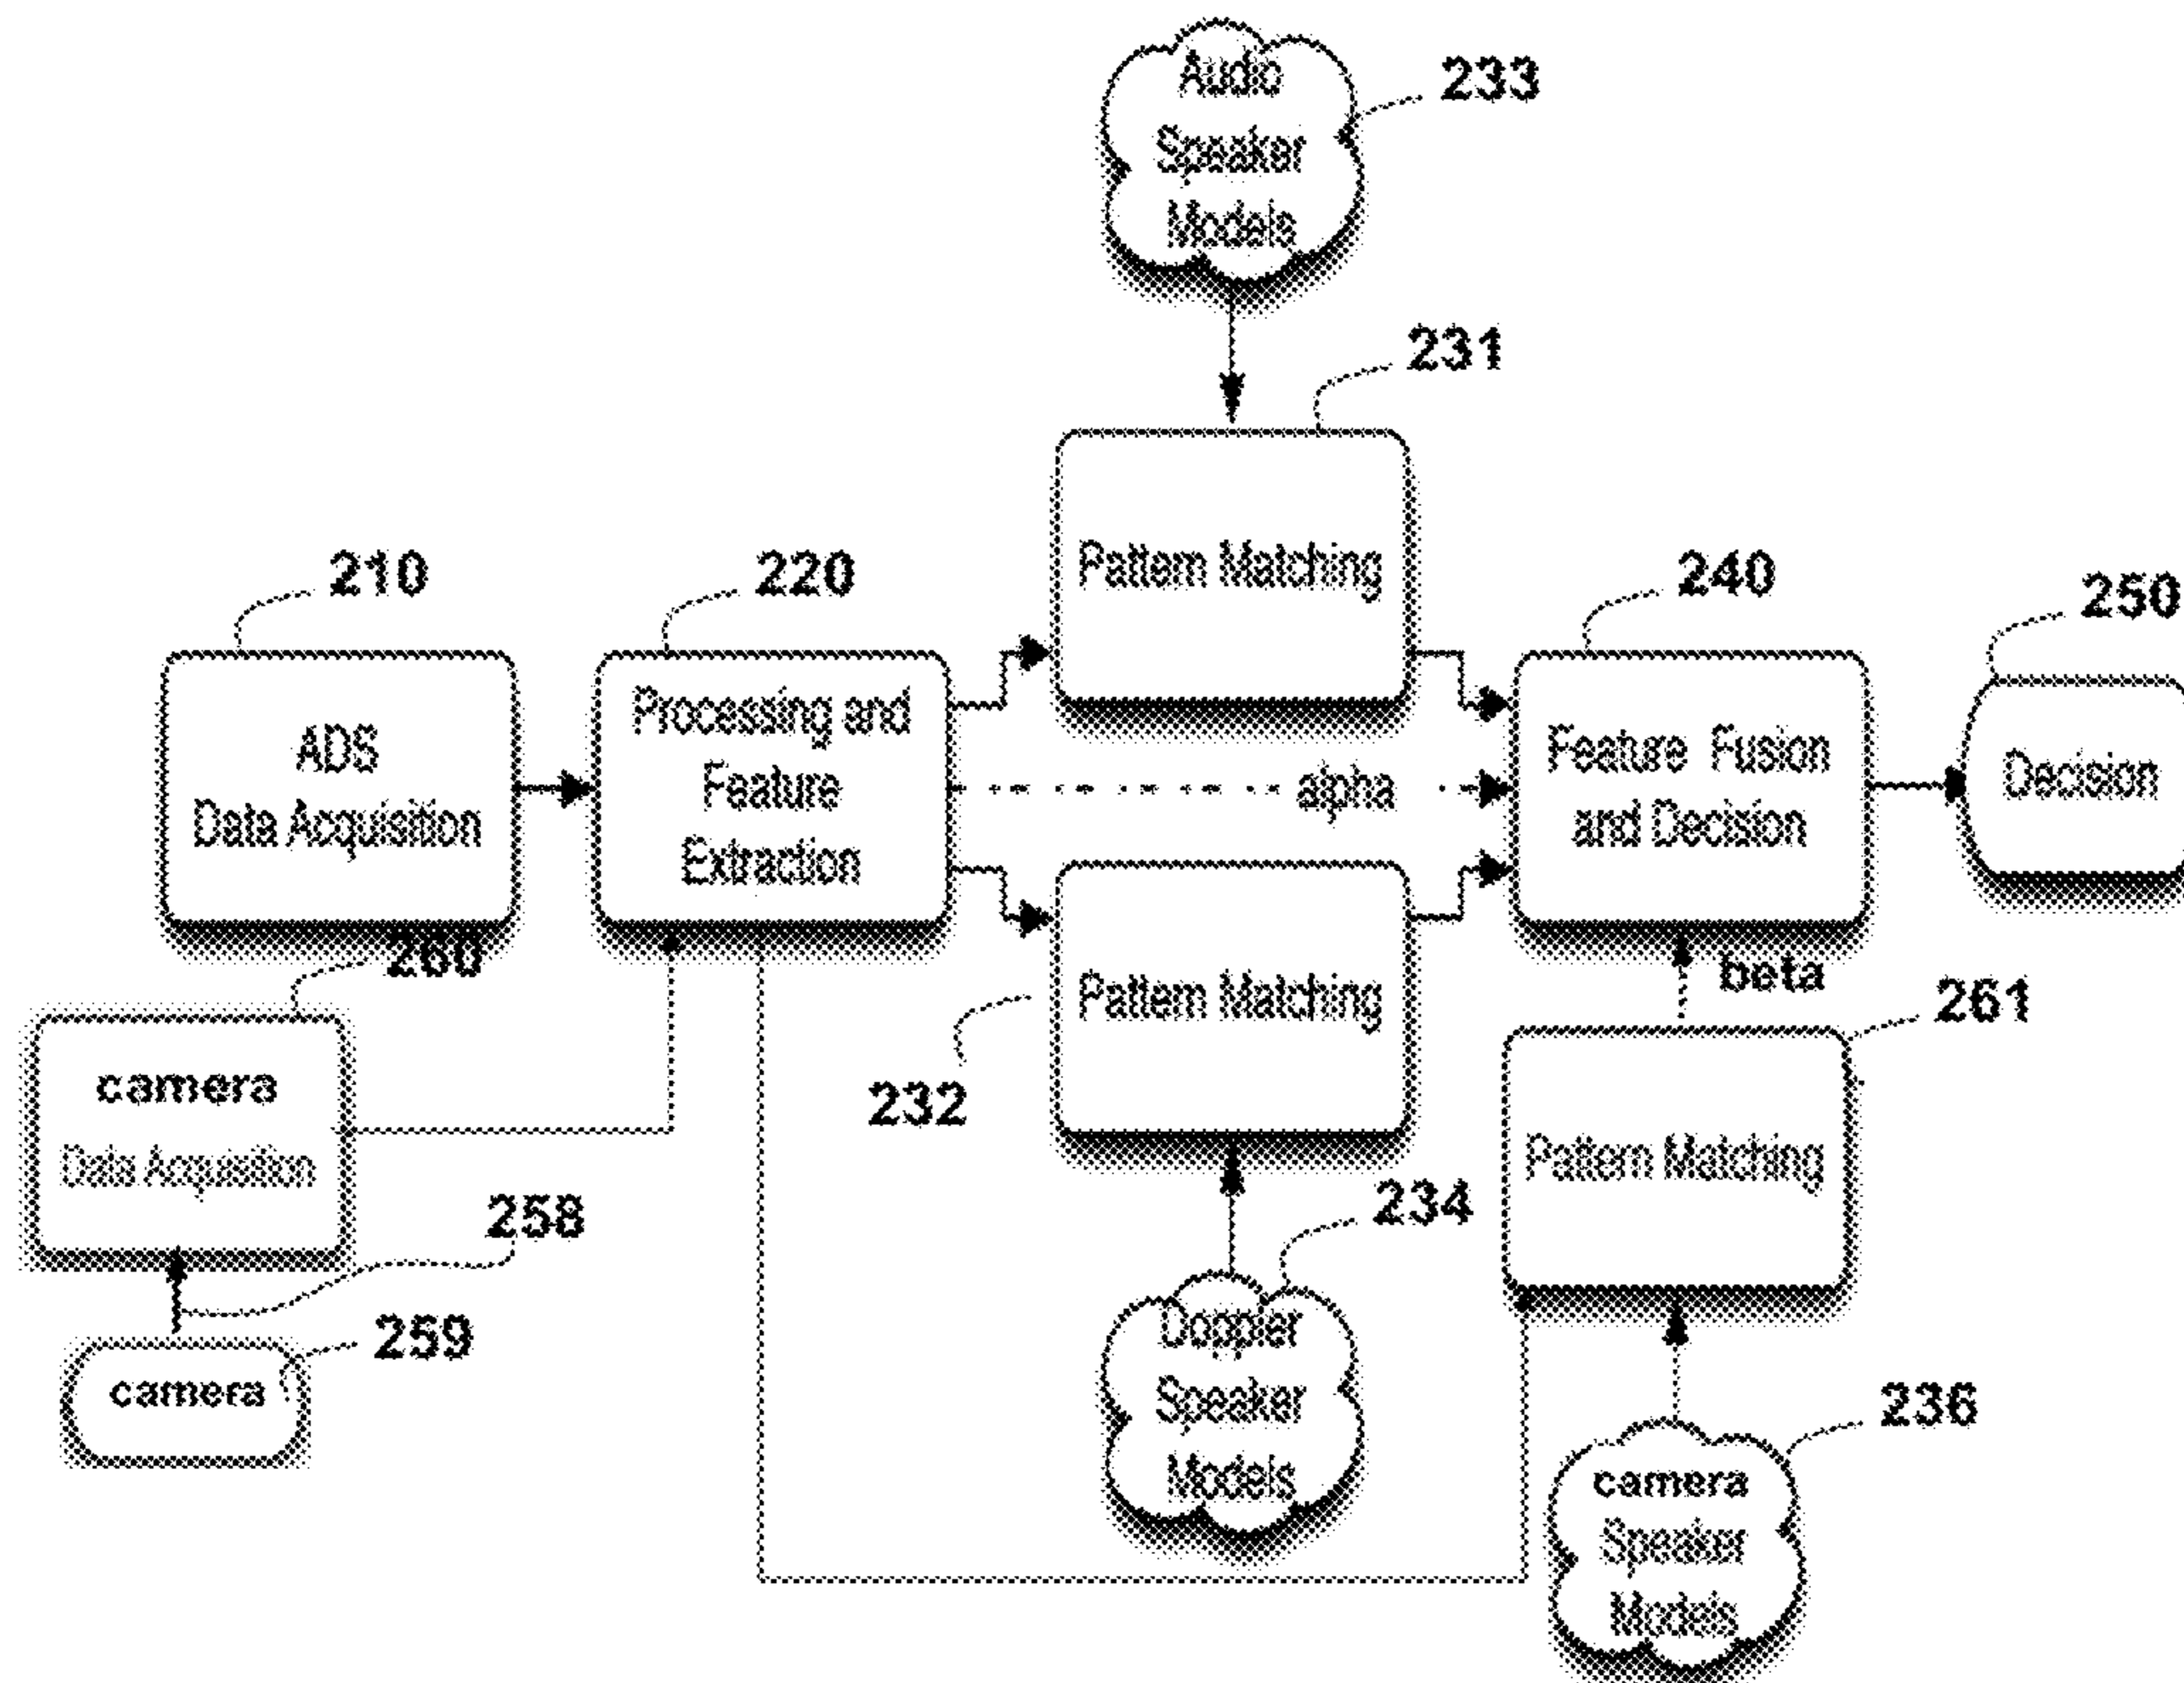 Audio
Speaker
Models
233
231
Pattern Matching
210
ADS
Data Acquisition
220
Processing and
Feature
Extraction
alpha
240
Feature Fusion
and Decision
250
Decision
260
camera
Data Acquisition
258
259
camera
232
Pattern Matching
234
Doppler
Speaker
Models
beta
261
Pattern Matching
236
camera
Speaker
Models